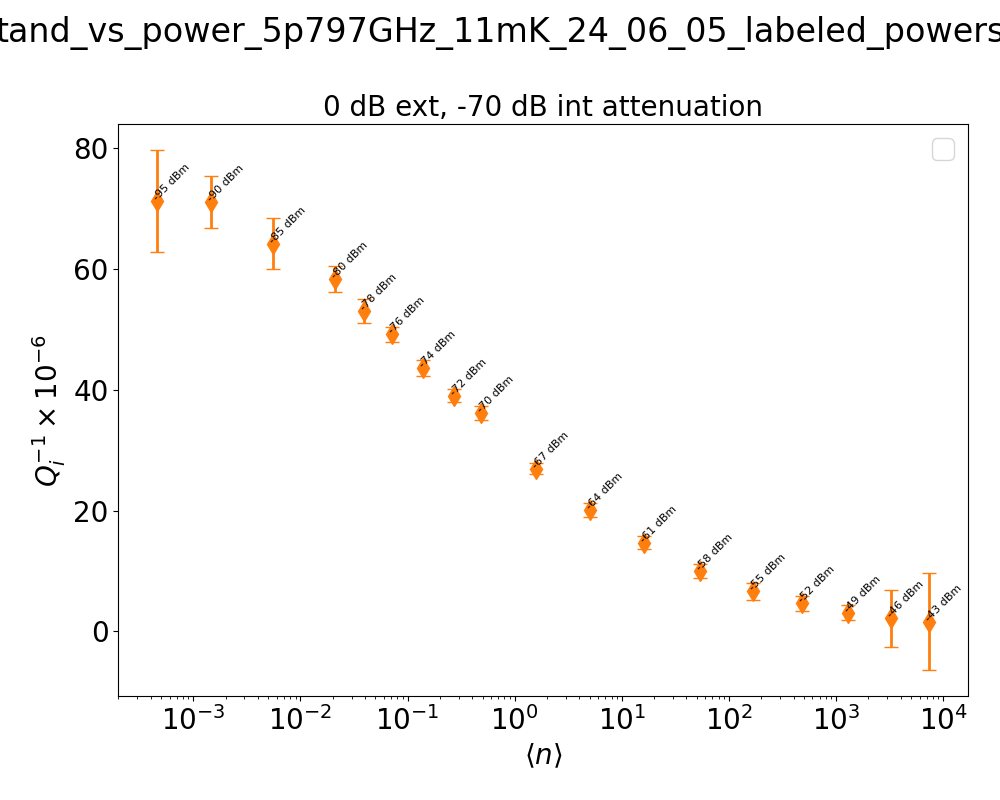 tand_vs_power_5p797GHz_11mK_24_06_05_labeled_powers
0 dB ext, -70 dB int attenuation
80
60
40
20
0
Q_i^{-1} × 10^{-6}
-95 dBm
-90 dBm
-85 dBm
-80 dBm
-78 dBm
-76 dBm
-74 dBm
-72 dBm
-70 dBm
-67 dBm
-64 dBm
-61 dBm
-58 dBm
-55 dBm
-52 dBm
-49 dBm
-46 dBm
-43 dBm
10^{-3} 10^{-2} 10^{-1} 10^{0} 10^{1} 10^{2} 10^{3} 10^{4}
⟨n⟩